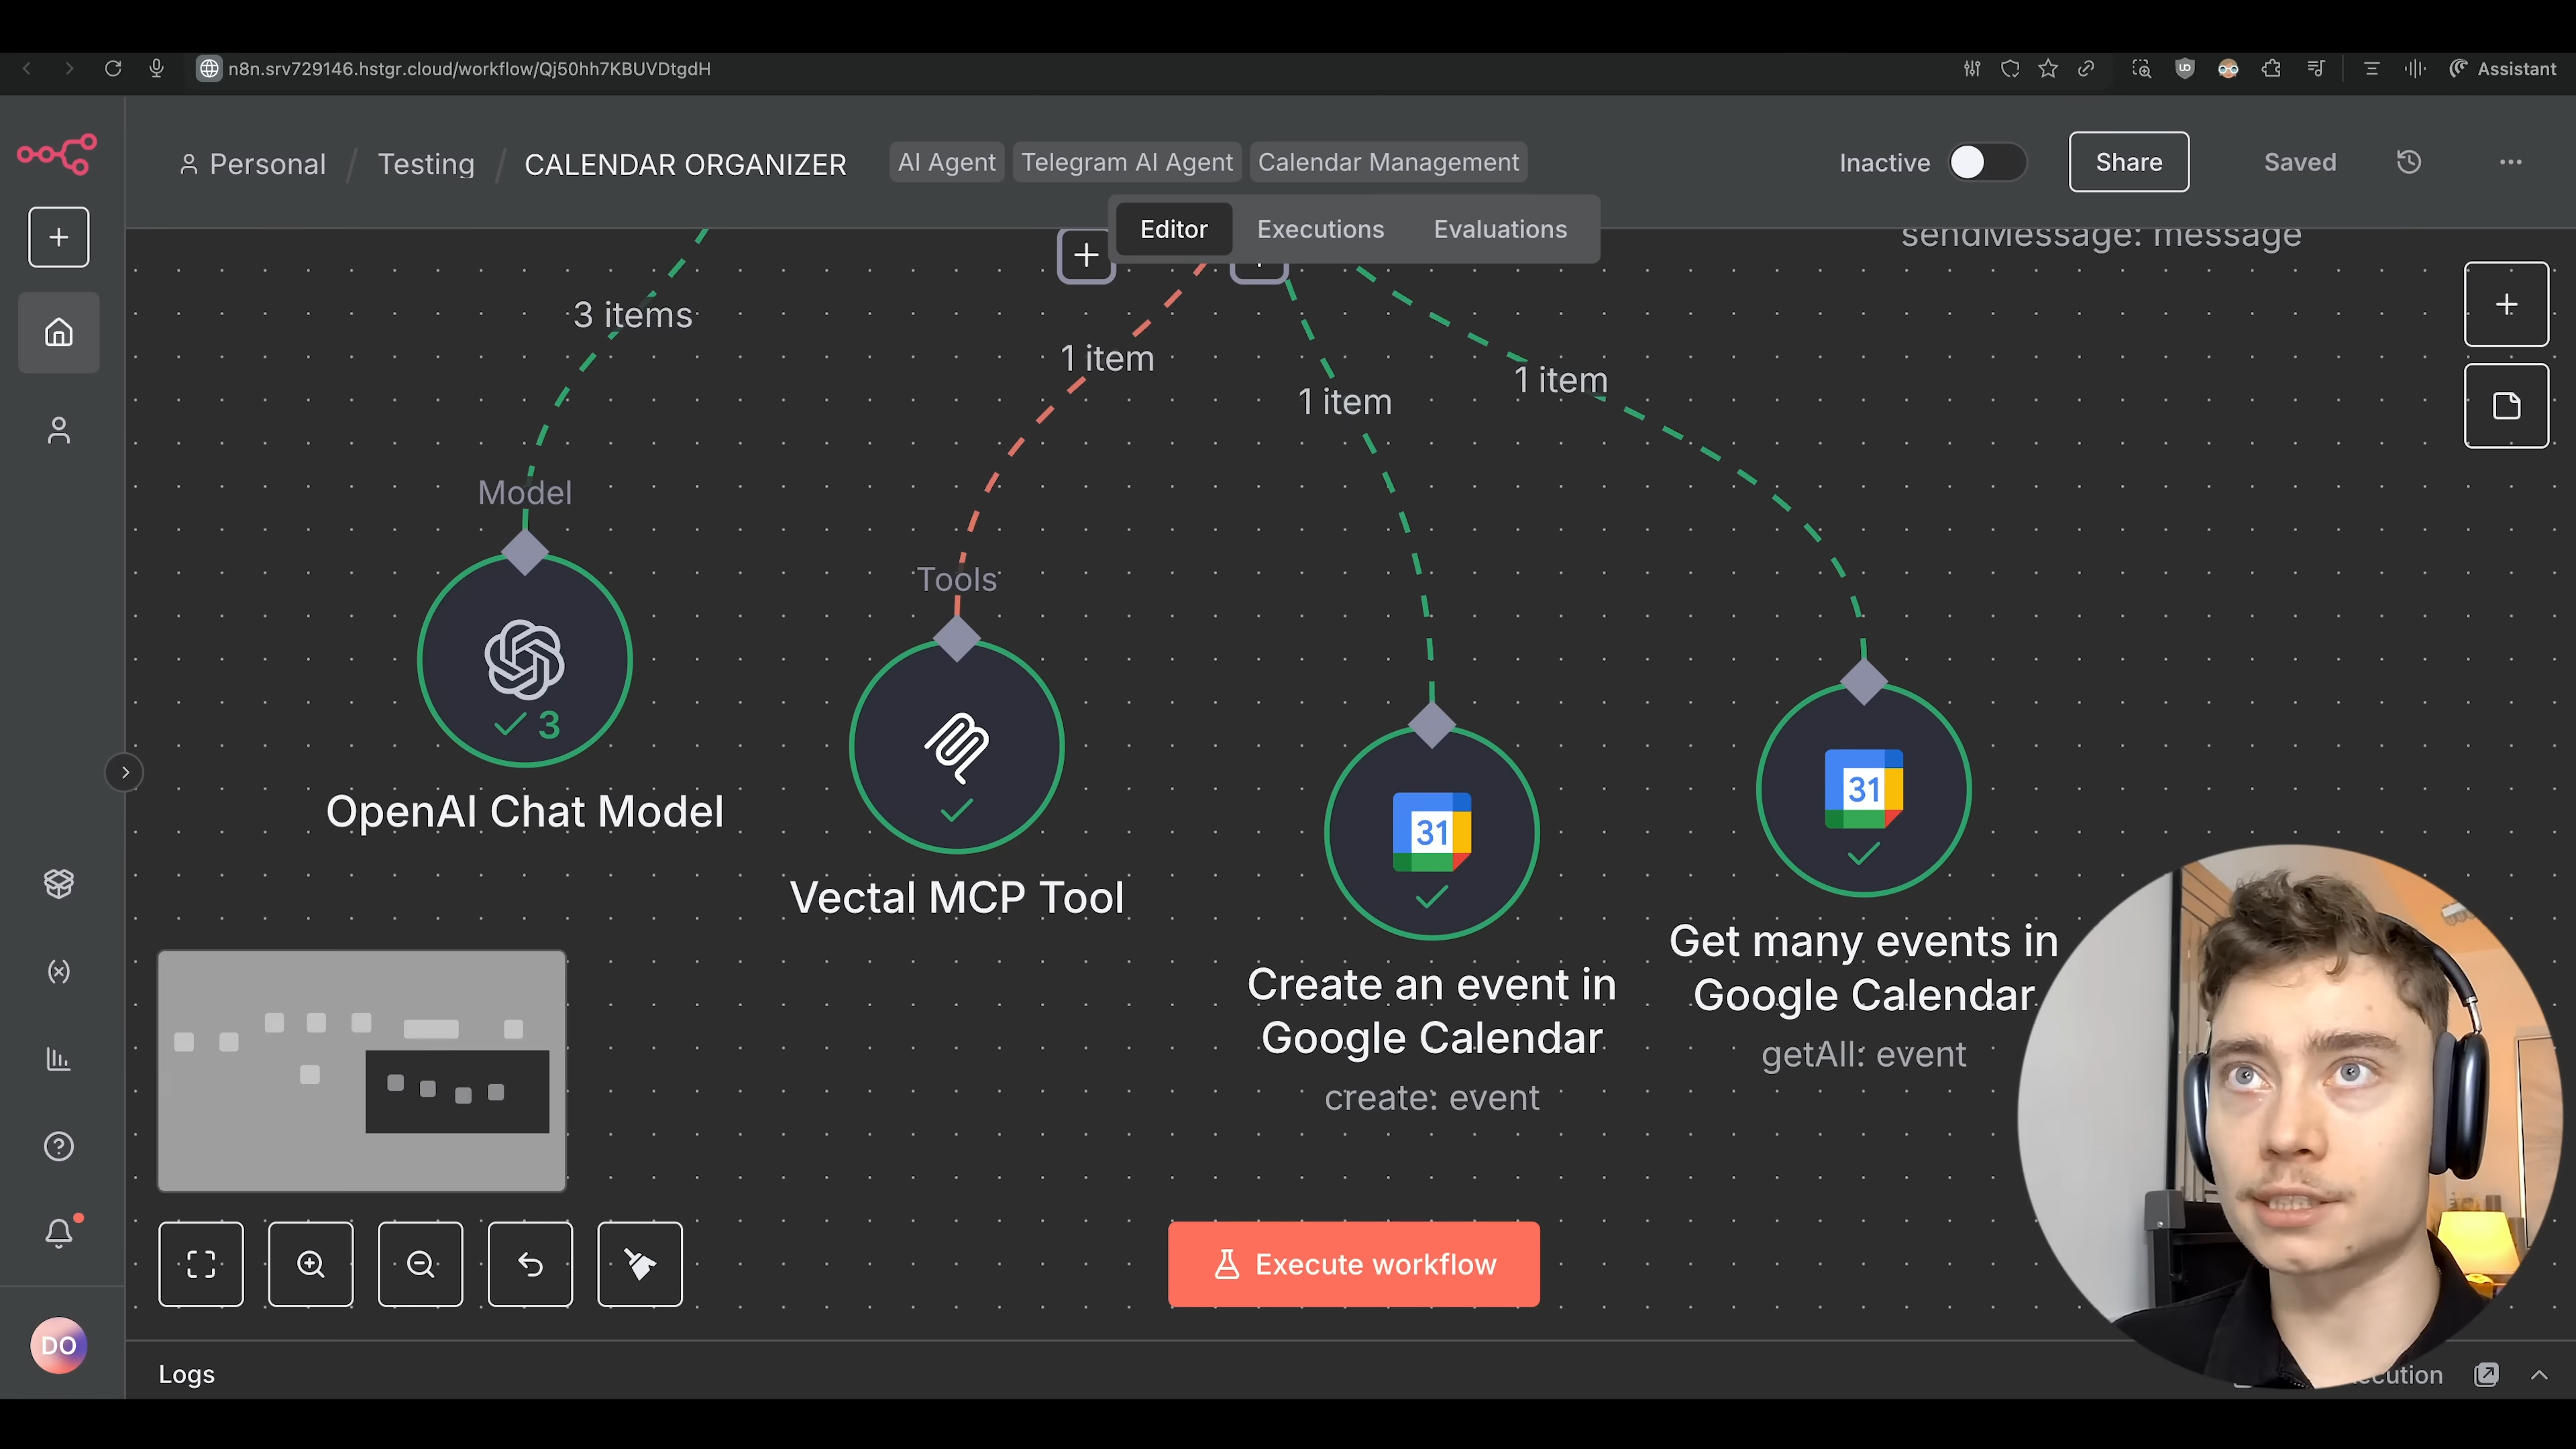 n8n.srv729146.hstgr.cloud/workflow/Qj50hh7KBUVDtgdH
Assistant
Personal / Testing / CALENDAR ORGANIZER
AI Agent
Telegram AI Agent
Calendar Management
Inactive
Share
Saved
Editor
Executions
Evaluations
sendMessage: message
3 items
1 item
1 item
1 item
Model
Tools
3
31
31
OpenAI Chat Model
Vectal MCP Tool
Create an event in
Google Calendar
create: event
Get many events in
Google Calendar
getAll: event
Execute workflow
DO
Logs